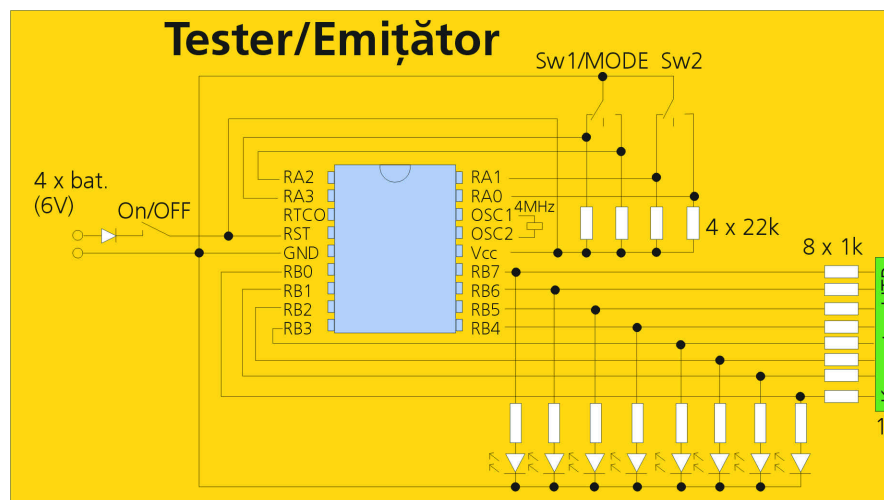 Tester/Emițător
Sw1/MODE Sw2
4 x bat.
(6V)
On/OFF
RA2
RA3
RTCO
RST
GND
RB0
RB1
RB2
RB3
RA1
RA0
OSC1
OSC2
Vcc
RB7
RB6
RB5
RB4
4MHz
4 x 22k
8 x 1k